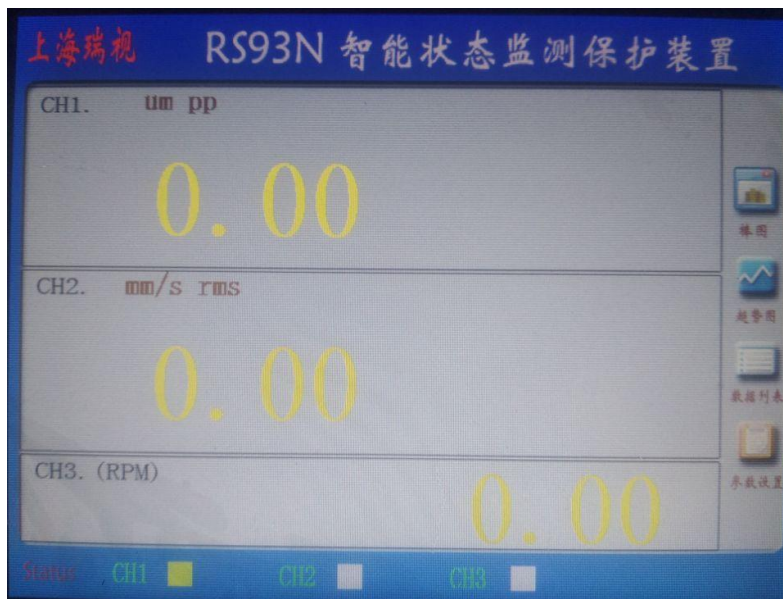 上海瑞视 RS93N 智能状态监测保护装置
CH1. um pp
0.00
棒图
CH2. mm/s rms
趋势图
0.00
数据列表
CH3. (RPM)
0.00
参数设置
Status CH1 CH2 CH3